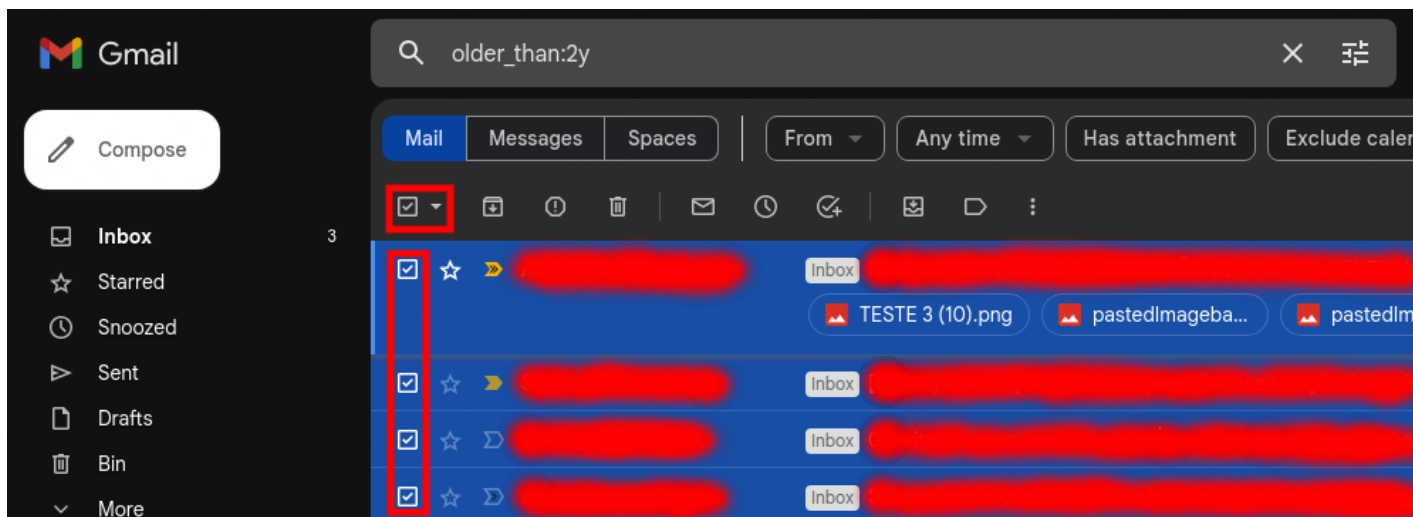 Gmail
older_than:2y
Compose
Mail Messages Spaces From Any time Has attachment Exclude caler
Inbox 3
Starred
Snoozed
Sent
Drafts
Bin
More
Inbox
TESTE 3 (10).png pastedImageba... pastedIm
Inbox
Inbox
Inbox